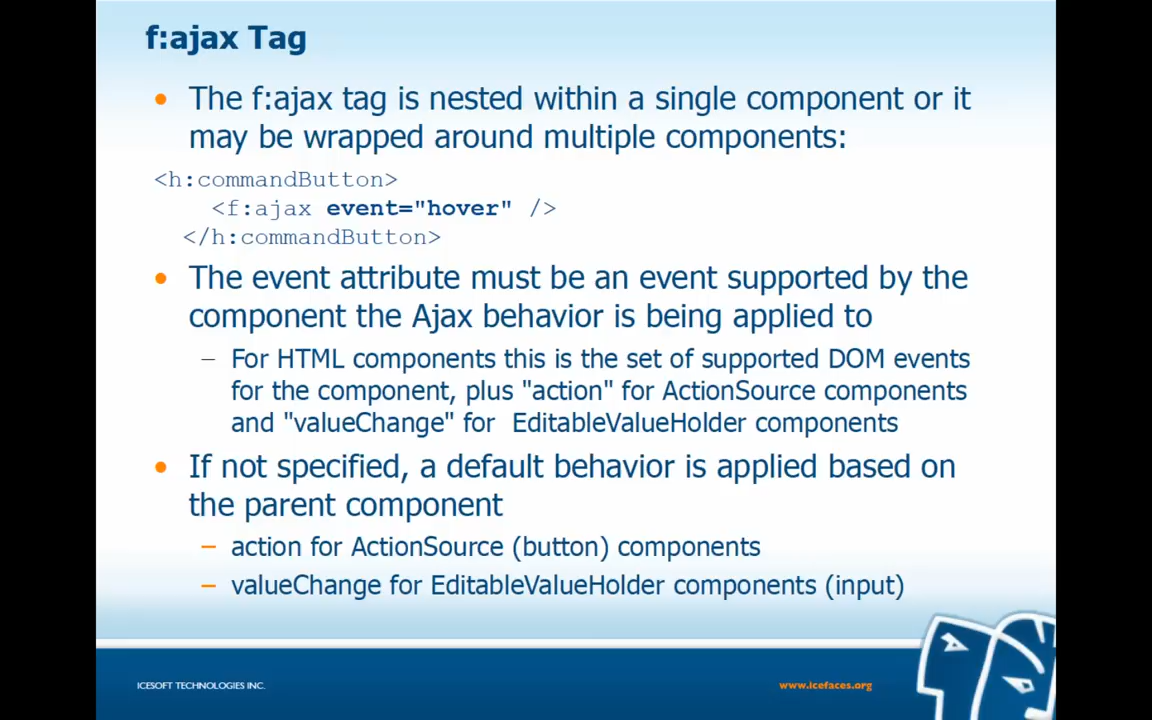 f:ajax Tag
• The f:ajax tag is nested within a single component or it
may be wrapped around multiple components:
<h:commandButton>
<f:ajax event="hover" />
</h:commandButton>
• The event attribute must be an event supported by the
component the Ajax behavior is being applied to
– For HTML components this is the set of supported DOM events
for the component, plus "action" for ActionSource components
and "valueChange" for EditableValueHolder components
• If not specified, a default behavior is applied based on
the parent component
– action for ActionSource (button) components
– valueChange for EditableValueHolder components (input)
ICESOFT TECHNOLOGIES INC.
www.icefaces.org